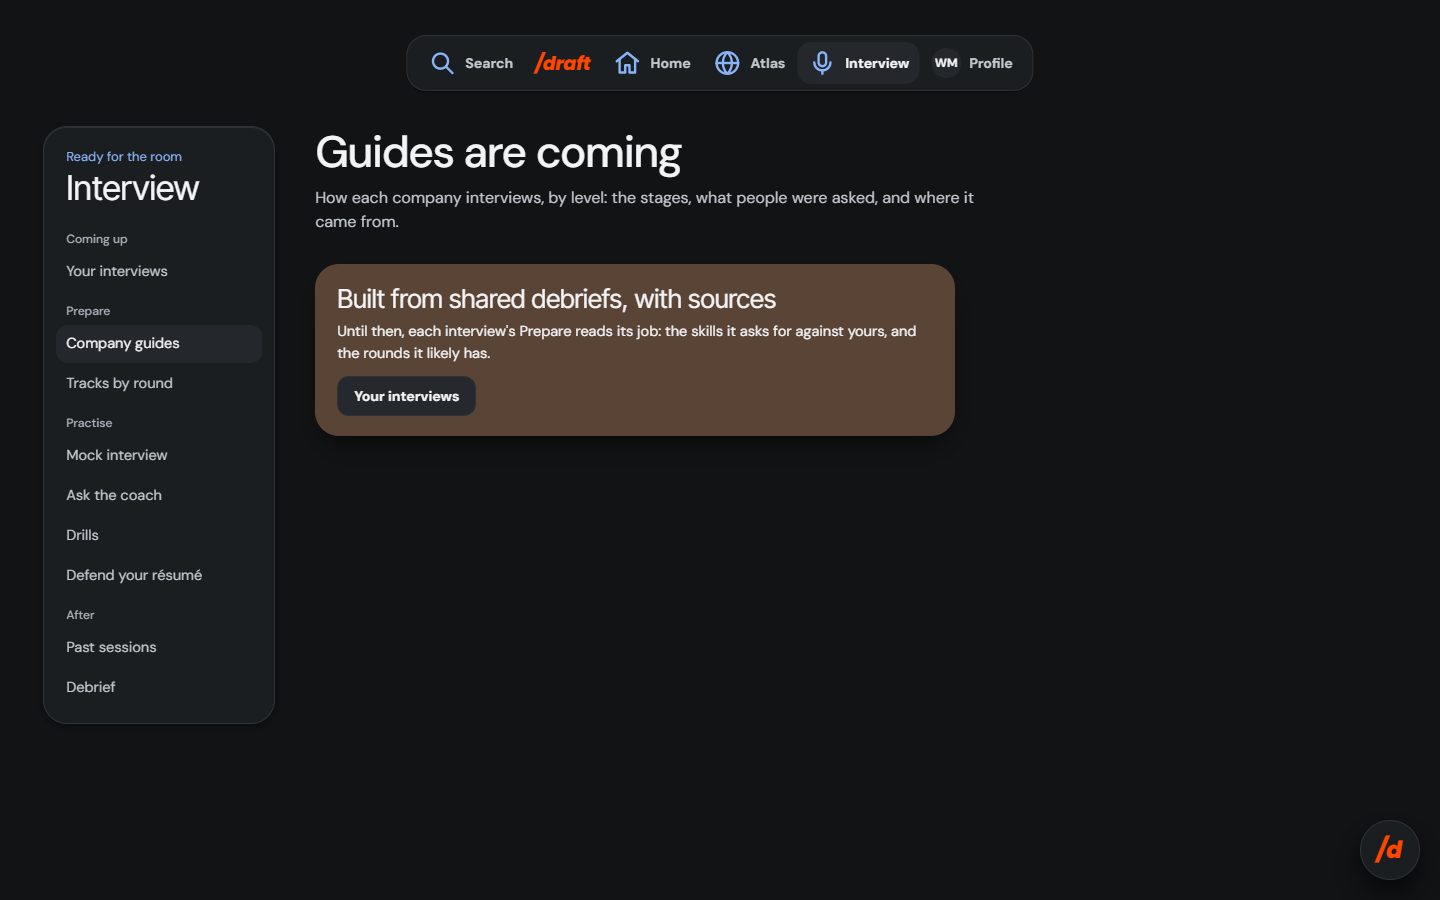 Search
/draft
Home
Atlas
Interview
WM
Profile
Ready for the room
Interview
Coming up
Your interviews
Prepare
Company guides
Tracks by round
Practise
Mock interview
Ask the coach
Drills
Defend your résumé
After
Past sessions
Debrief
Guides are coming
How each company interviews, by level: the stages, what people were asked, and where it
came from.
Built from shared debriefs, with sources
Until then, each interview's Prepare reads its job: the skills it asks for against yours, and
the rounds it likely has.
Your interviews
/d